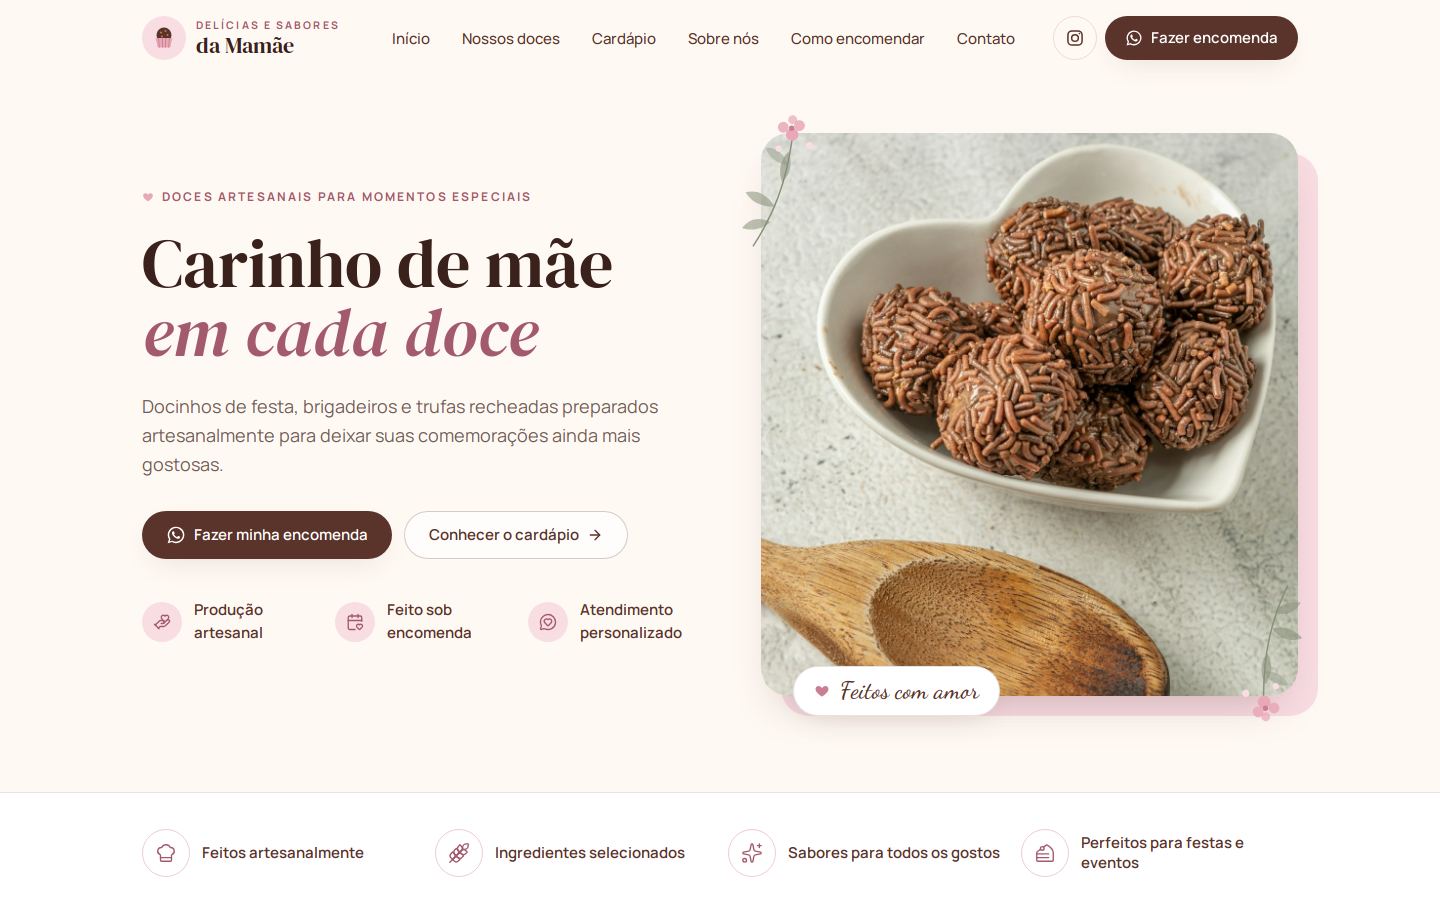 DELÍCIAS E SABORES
da Mamãe
Início
Nossos doces
Cardápio
Sobre nós
Como encomendar
Contato
Fazer encomenda
DOCES ARTESANAIS PARA MOMENTOS ESPECIAIS
Carinho de mãe
em cada doce
Docinhos de festa, brigadeiros e trufas recheadas preparados
artesanalmente para deixar suas comemorações ainda mais
gostosas.
Fazer minha encomenda
Conhecer o cardápio
Produção
artesanal
Feito sob
encomenda
Atendimento
personalizado
Feitos com amor
Feitos artesanalmente
Ingredientes selecionados
Sabores para todos os gostos
Perfeitos para festas e
eventos